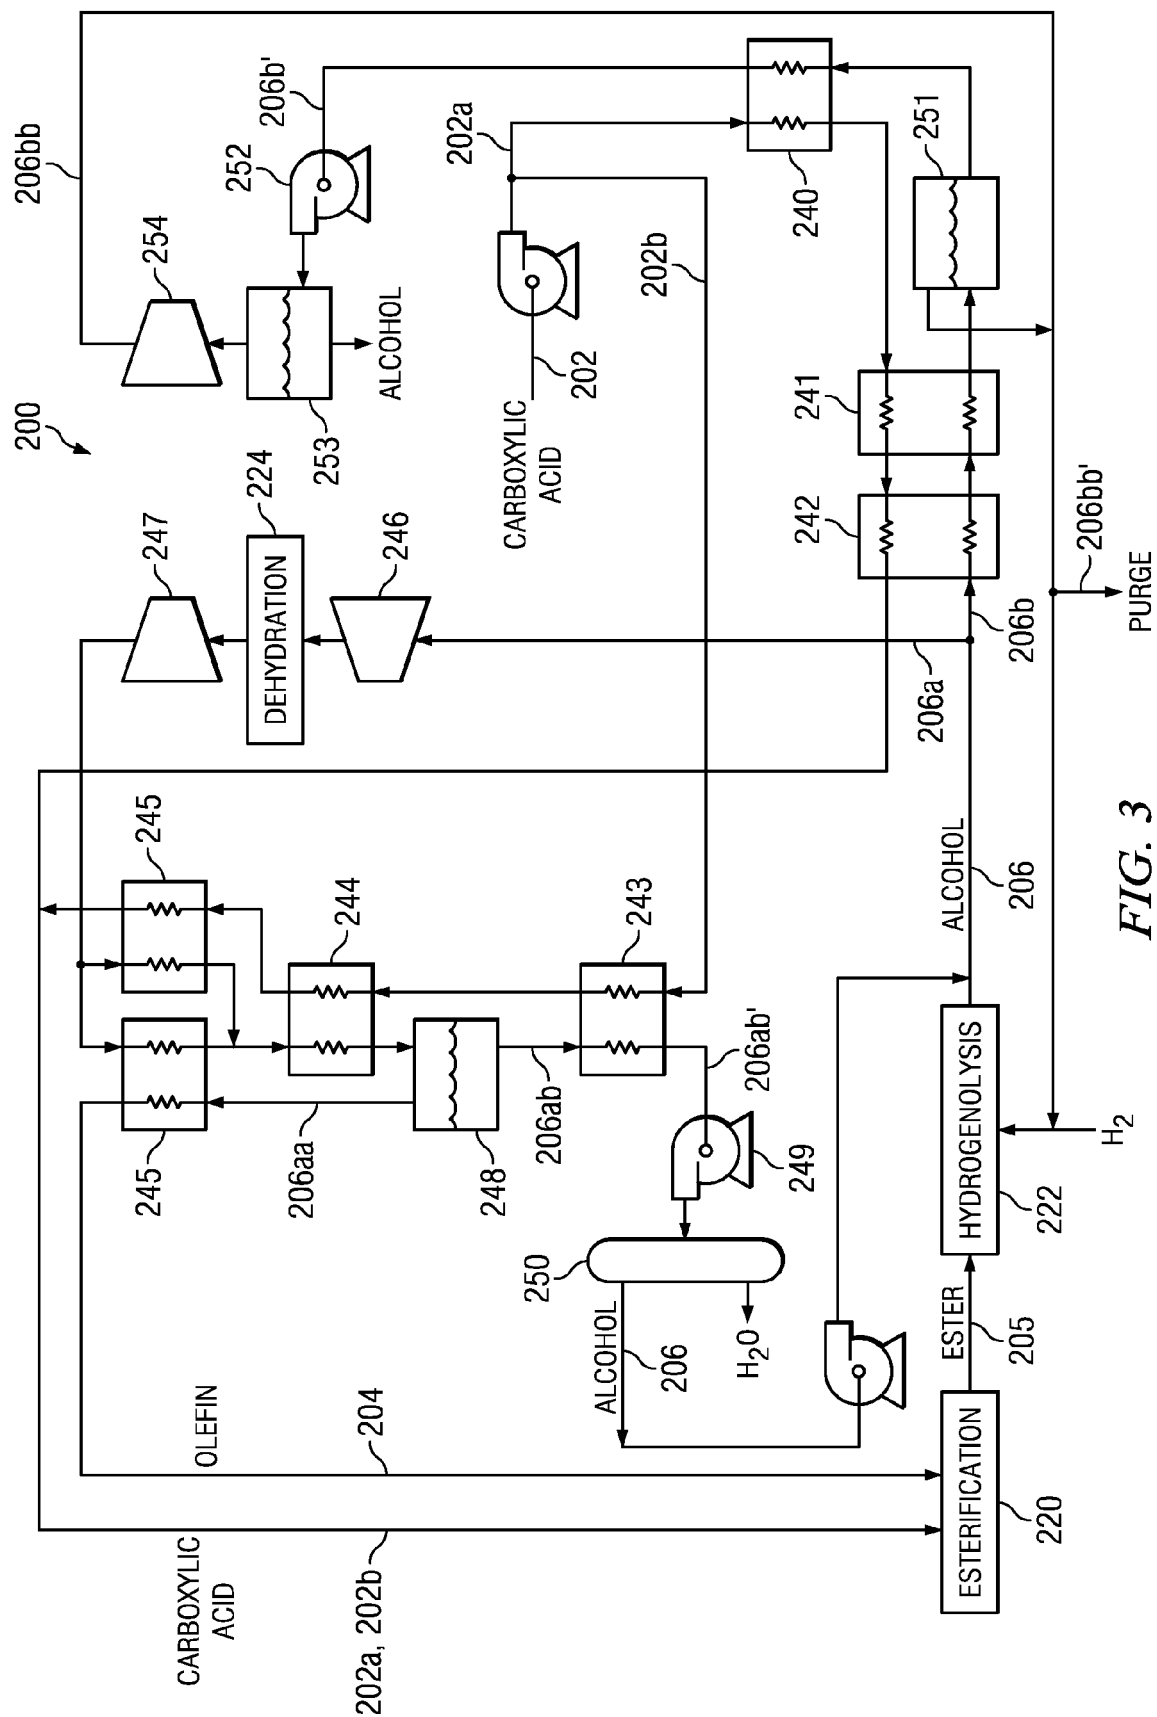 200
206bb
254
252
206b'
253
ALCOHOL
247
224
DEHYDRATION
246
CARBOXYLIC
ACID
202
202a
202b
240
251
241
242
206b
206a
206bb'
PURGE
245
244
243
245
206aa
248
206ab
206ab'
249
250
ALCOHOL
206
H2O
ALCOHOL
206
HYDROGENOLYSIS
222
H2
ESTER
205
OLEFIN
204
CARBOXYLIC
ACID
202a, 202b
ESTERIFICATION
220
FIG. 3